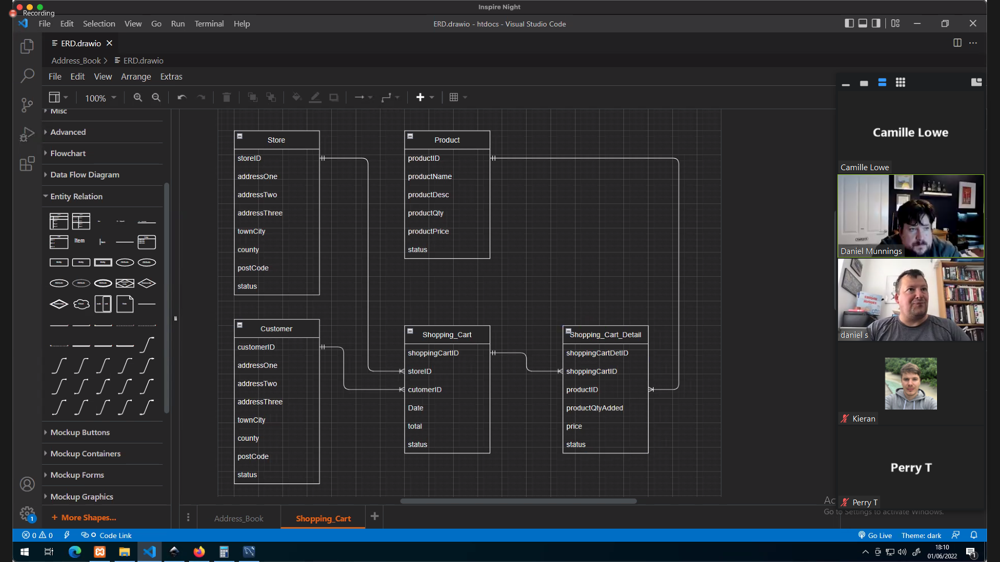 Inspire Night
Recording
File Edit Selection View Go Run Terminal Help
ERD.drawio - htdocs - Visual Studio Code
ERD.drawio
Address_Book > ERD.drawio
File Edit View Arrange Extras
100%
Misc
Advanced
Flowchart
Data Flow Diagram
Entity Relation
Item
Mockup Buttons
Mockup Containers
Mockup Forms
Mockup Graphics
+ More Shapes...
Store
storeID
addressOne
addressTwo
addressThree
townCity
county
postCode
status
Product
productID
productName
productDesc
productQty
productPrice
status
Customer
customerID
addressOne
addressTwo
addressThree
townCity
county
postCode
status
Shopping_Cart
shoppingCartID
storeID
cutomerID
Date
total
status
Shopping_Cart_Detail
shoppingCartDetID
shoppingCartID
productID
productQtyAdded
price
status
Camille Lowe
Camille Lowe
Daniel Munnings
daniel s
Kieran
Perry T
Perry T
Go to Settings to activate Windows.
Address_Book
Shopping_Cart
0 0 Code Link
1
Go Live
Theme: dark
18:10
01/06/2022
1